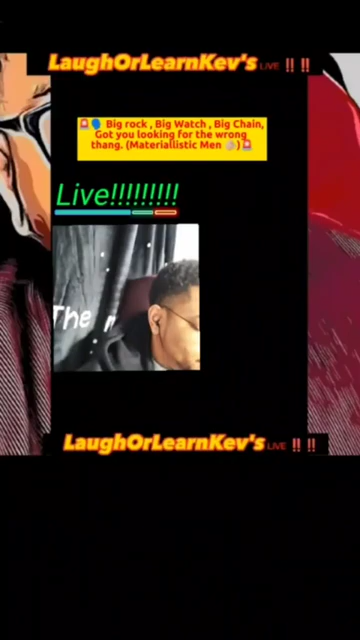 LaughOrLearnKev's LIVE ‼️ ‼️
🚨🗣️ Big rock , Big Watch , Big Chain,
Got you looking for the wrong
thang. (Materiallistic Men 🪨)🚨
Live!!!!!!!!!
The
LaughOrLearnKev's LIVE ‼️ ‼️